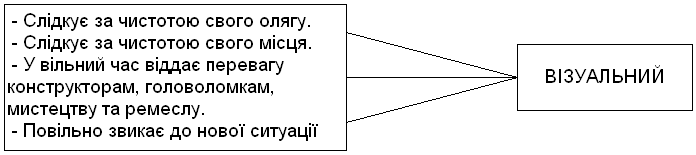 - Слідкує за чистотою свого олягу.
- Слідкує за чистотою свого місця.
- У вільний час віддає перевагу
конструкторам, головоломкам,
мистецтву та ремеслу.
- Повільно звикає до нової ситуації
ВІЗУАЛЬНИЙ